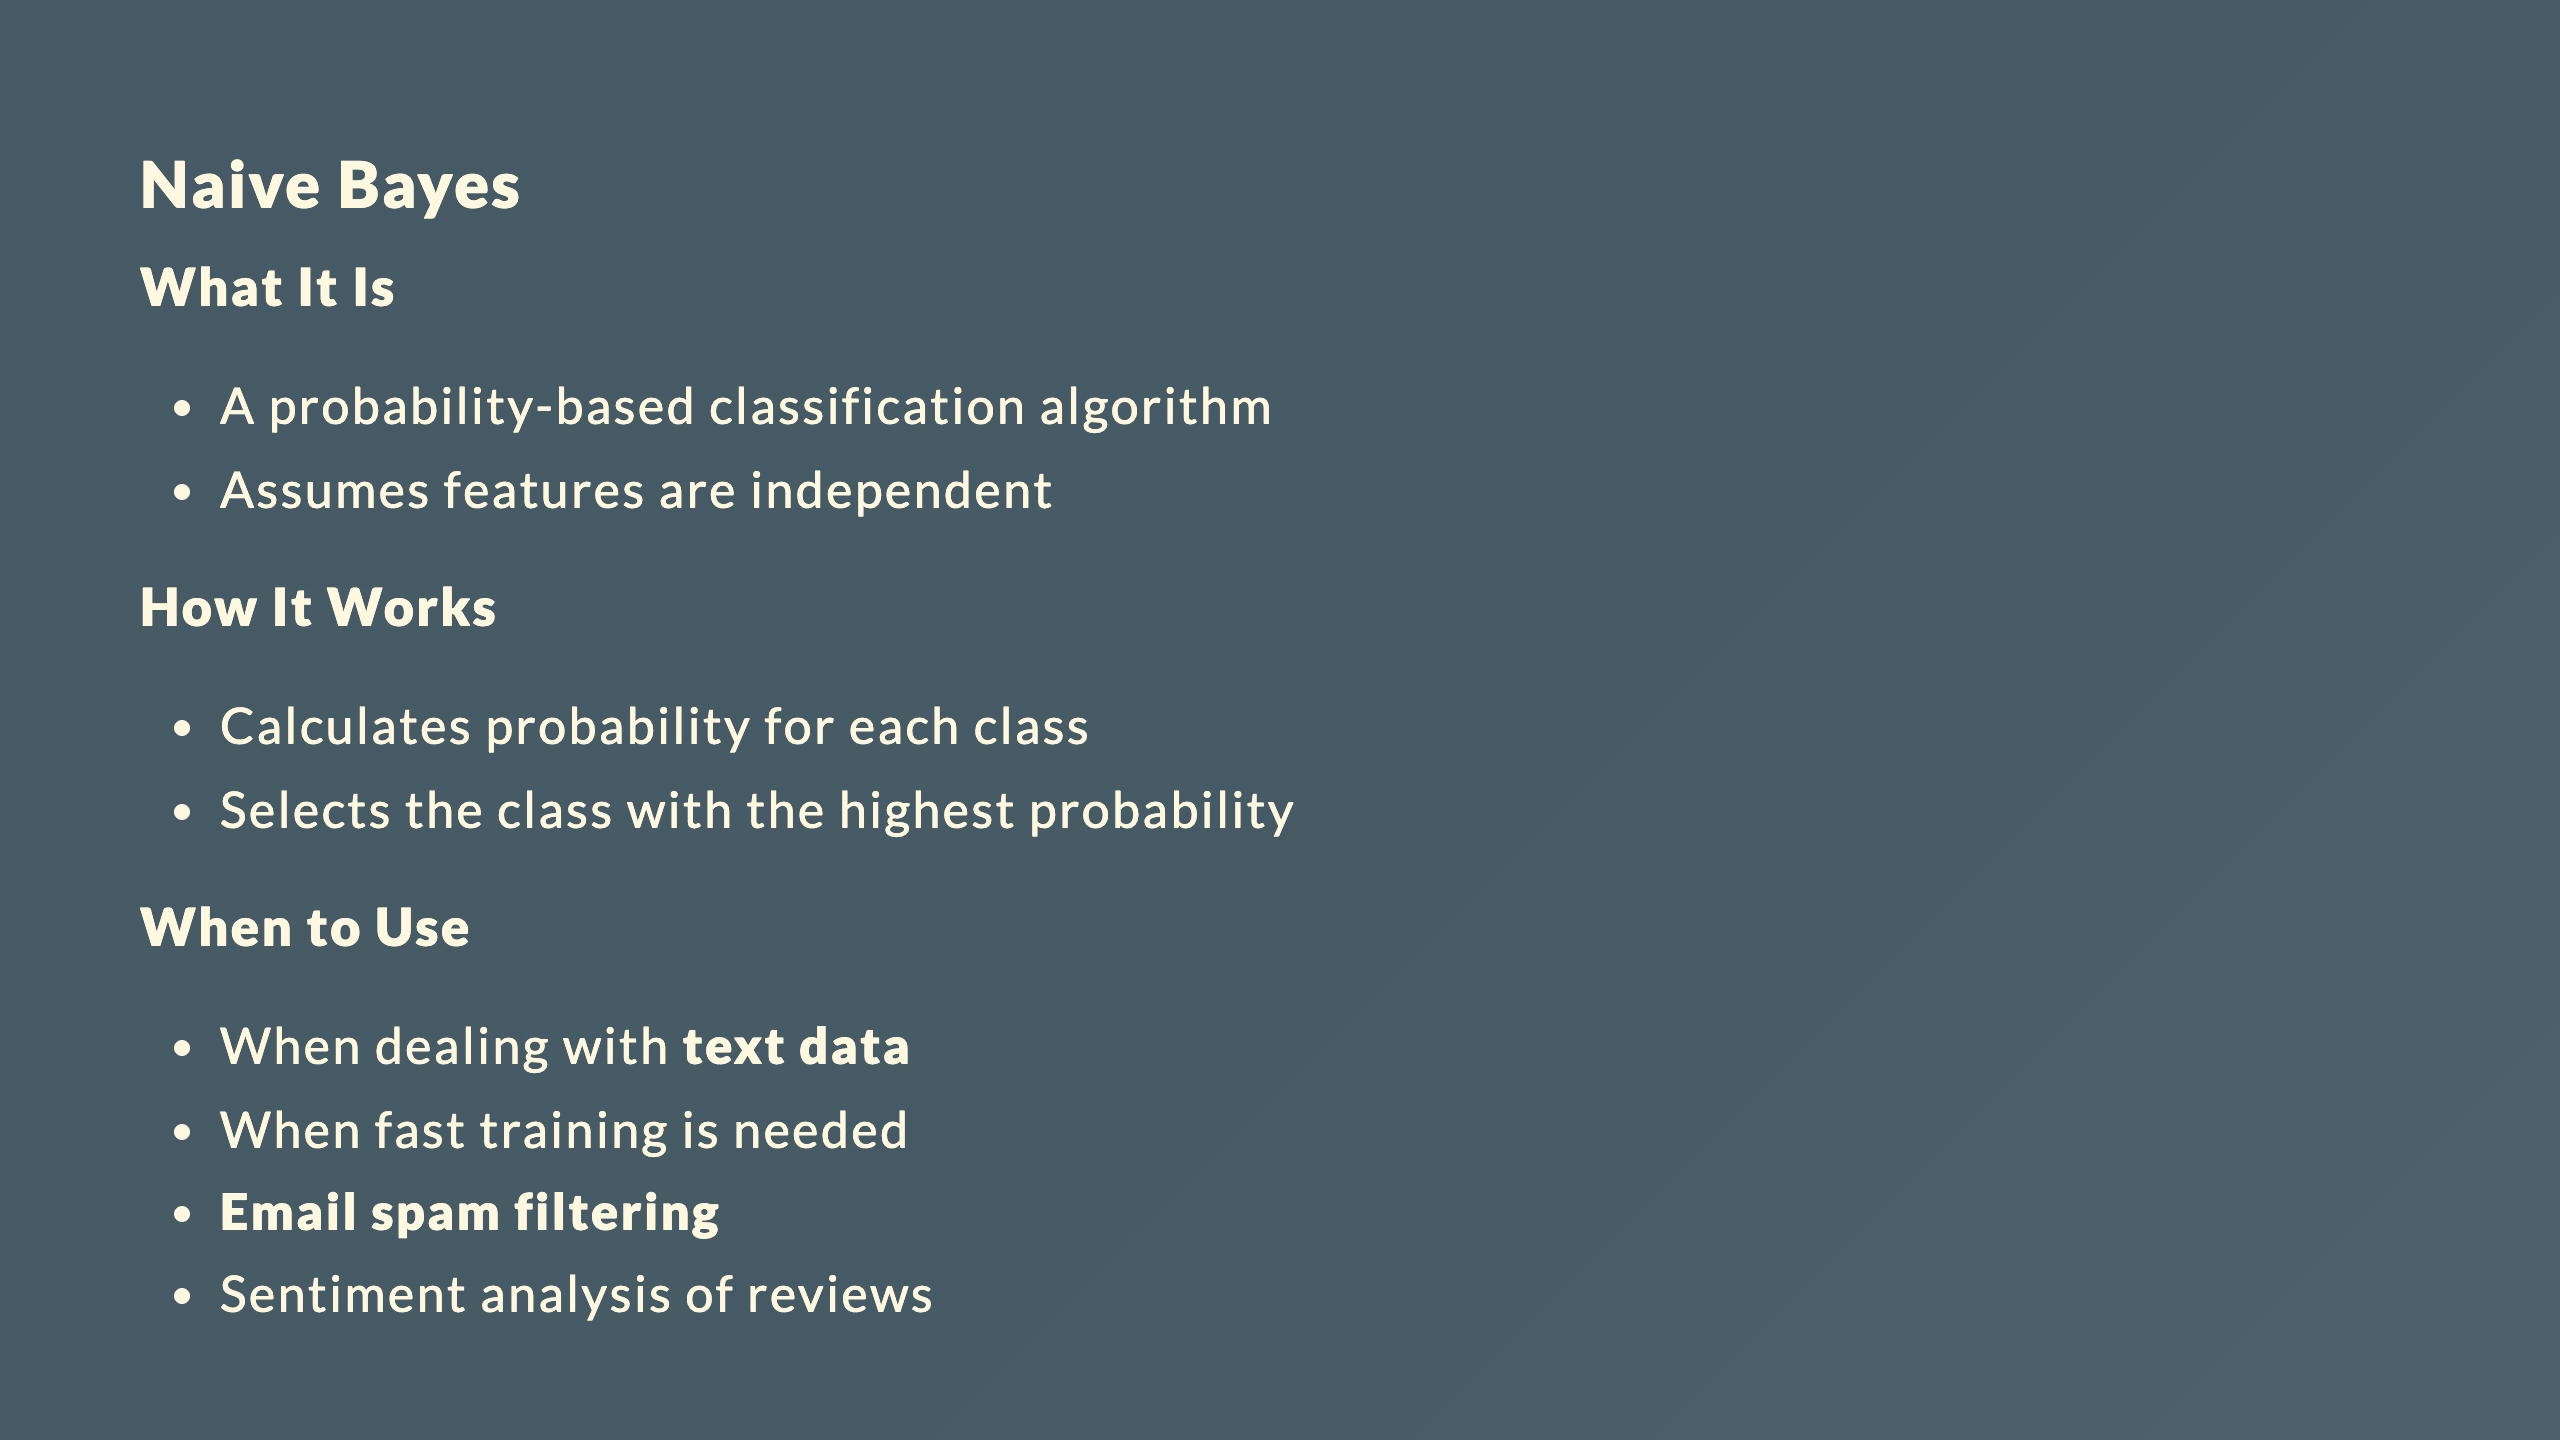 Naive Bayes
What It Is
• A probability-based classification algorithm
• Assumes features are independent
How It Works
• Calculates probability for each class
• Selects the class with the highest probability
When to Use
• When dealing with text data
• When fast training is needed
• Email spam filtering
• Sentiment analysis of reviews